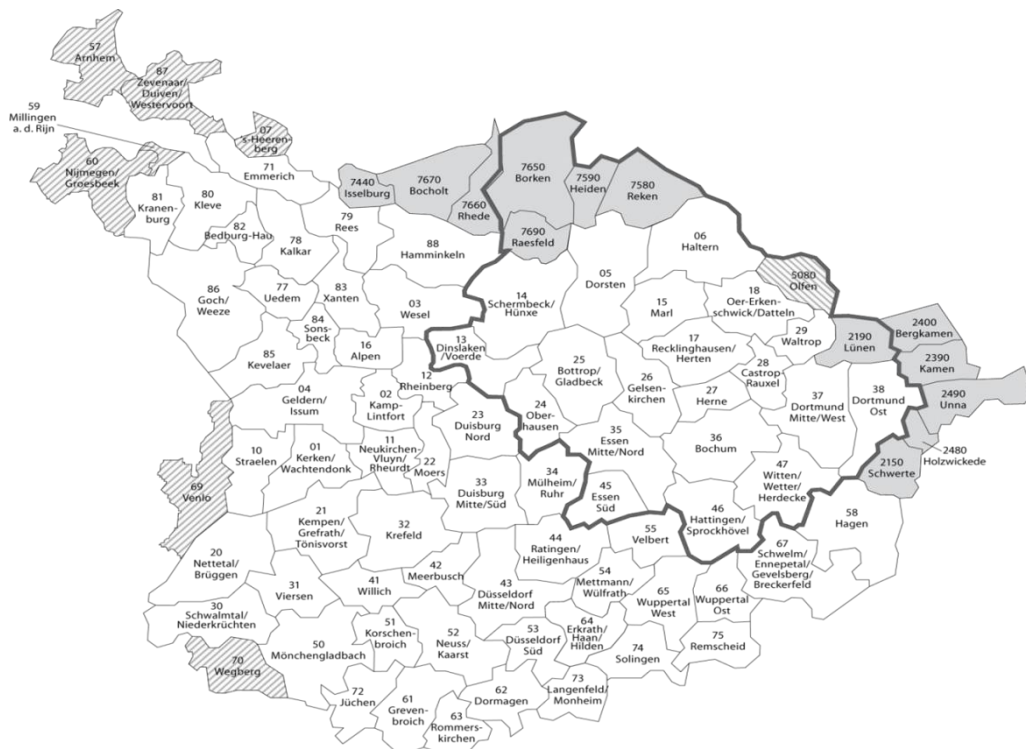 57
Arnhem
87
Zevenaar/
Duiven/
Westervoort
59
Millingen
a. d. Rijn
07
's-Heeren-
berg
60
Nijmegen/
Groesbeek
71
Emmerich
7440
Isselburg
7670
Bocholt
7660
Rhede
7650
Borken
7590
Heiden
7580
Reken
7690
Raesfeld
81
Kranen-
burg
80
Kleve
82
Bedburg-Hau
78
Kalkar
79
Rees
88
Hamminkeln
06
Haltern
05
Dorsten
5080
Olfen
86
Goch/
Weeze
77
Uedem
83
Xanten
03
Wesel
14
Schermbeck/
Hünxe
15
Marl
18
Oer-Erken-
schwick/Datteln
84
Sons-
beck
16
Alpen
13
Dinslaken/
Voerde
17
Recklinghausen/
Herten
29
Waltrop
2190
Lünen
2400
Bergkamen
2390
Kamen
85
Kevelaer
12
Rheinberg
25
Bottrop/
Gladbeck
26
Gelsen-
kirchen
28
Castrop-
Rauxel
27
Herne
37
Dortmund
Mitte/West
38
Dortmund
Ost
2490
Unna
04
Geldern/
Issum
02
Kamp-
Lintfort
23
Duisburg
Nord
24
Ober-
hausen
35
Essen
Mitte/Nord
36
Bochum
2480
Holzwickede
2150
Schwerte
10
Straelen
01
Kerken/
Wachtendonk
11
Neukirchen-
Vluyn/
Rheurdt
22
Moers
33
Duisburg
Mitte/Süd
34
Mülheim/
Ruhr
45
Essen
Süd
47
Witten/
Wetter/
Herdecke
46
Hattingen/
Sprockhövel
58
Hagen
69
Venlo
21
Kempen/
Grefrath/
Tönisvorst
32
Krefeld
44
Ratingen/
Heiligenhaus
55
Velbert
67
Schwelm/
Ennepetal/
Gevelsberg/
Breckerfeld
20
Nettetal/
Brüggen
31
Viersen
41
Willich
42
Meerbusch
43
Düsseldorf
Mitte/Nord
54
Mettmann/
Wülfrath
65
Wuppertal
West
66
Wuppertal
Ost
30
Schwalmtal/
Niederkrüchten
50
Mönchengladbach
51
Korschen-
broich
52
Neuss/
Kaarst
53
Düsseldorf
Süd
64
Erkrath/
Haan/
Hilden
74
Solingen
75
Remscheid
70
Wegberg
72
Jüchen
61
Greven-
broich
63
Rommers-
kirchen
62
Dormagen
73
Langenfeld/
Monheim